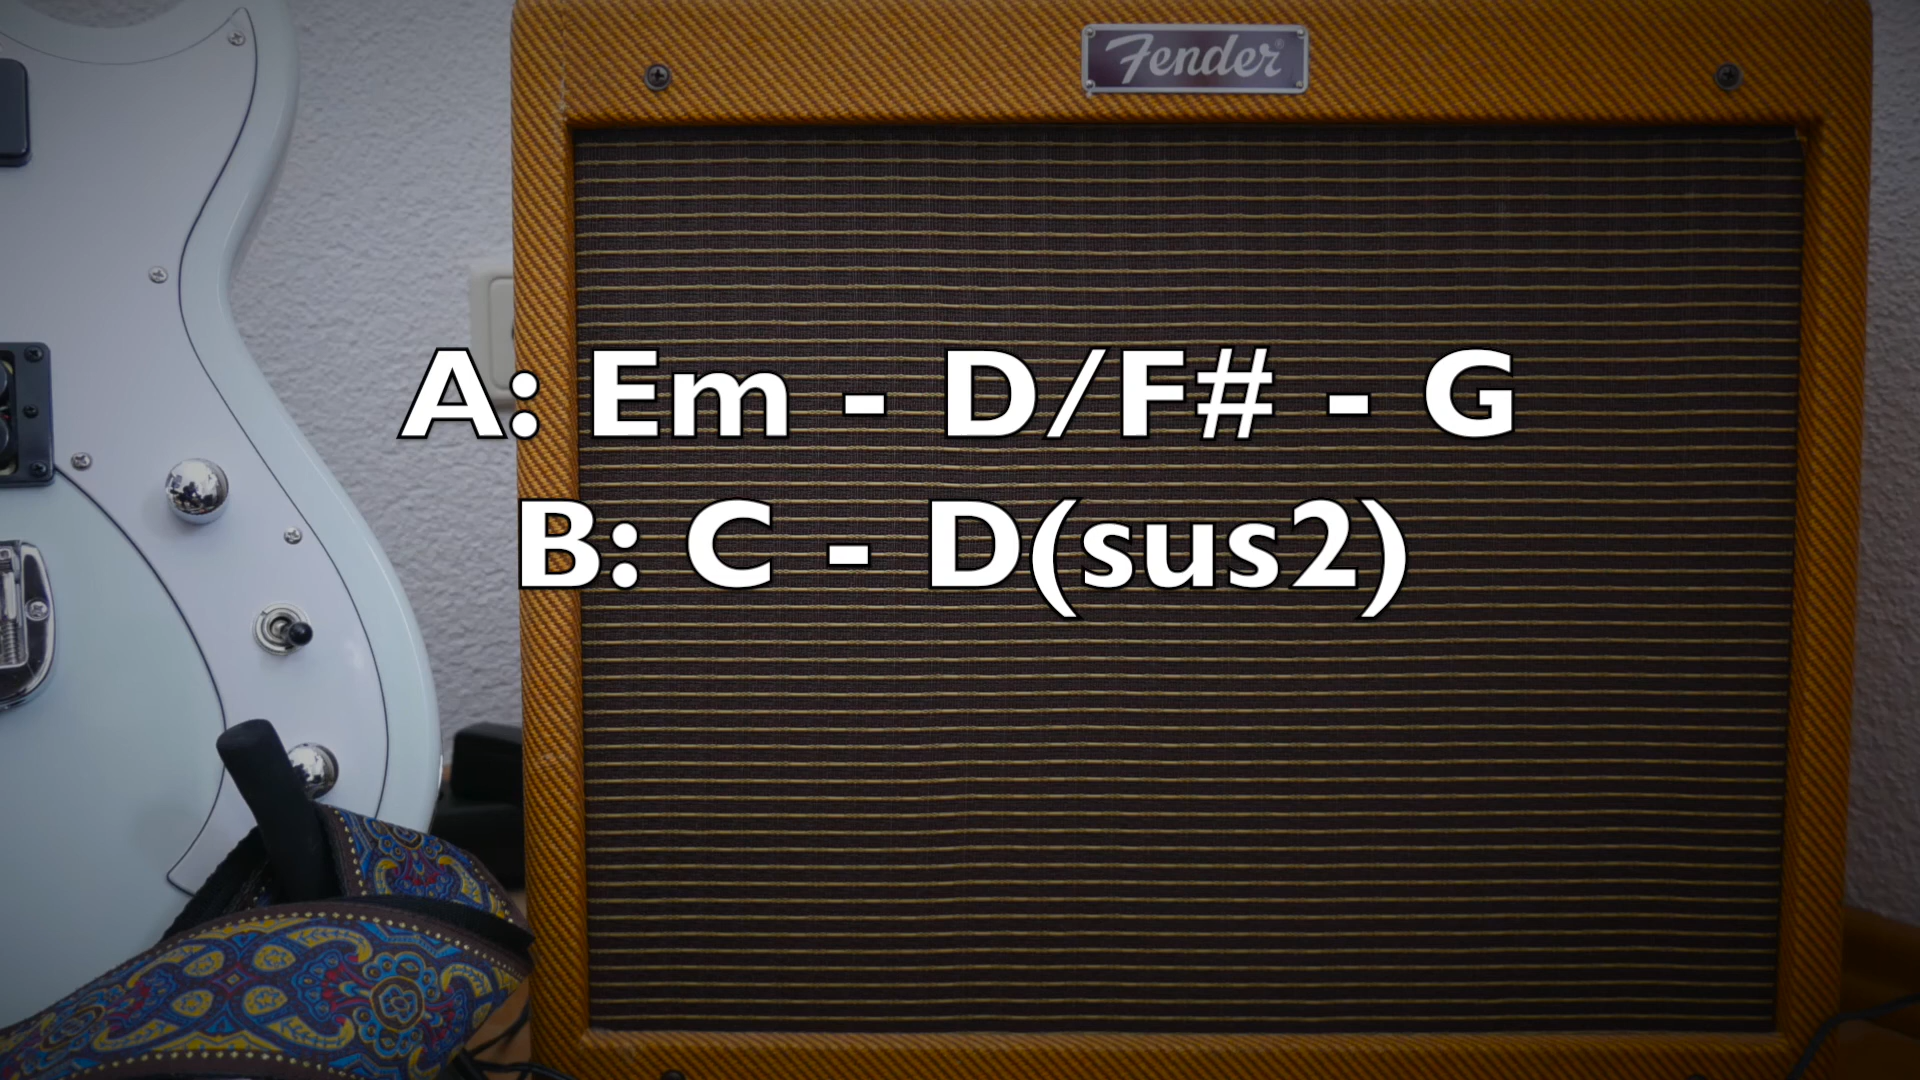 Fender
A: Em - D/F# - G
B: C - D(sus2)